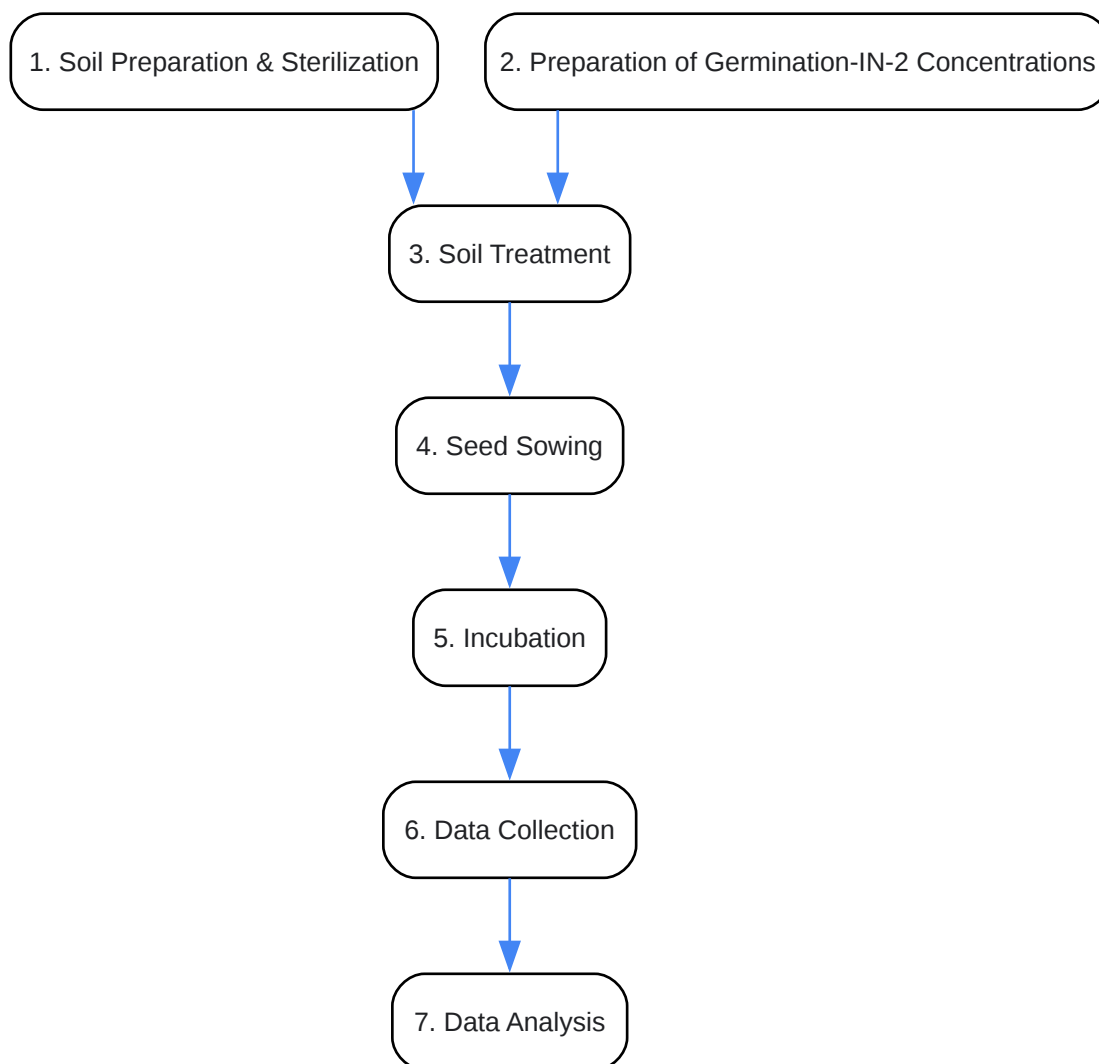 1. Soil Preparation & Sterilization
2. Preparation of Germination-IN-2 Concentrations
3. Soil Treatment
4. Seed Sowing
5. Incubation
6. Data Collection
7. Data Analysis